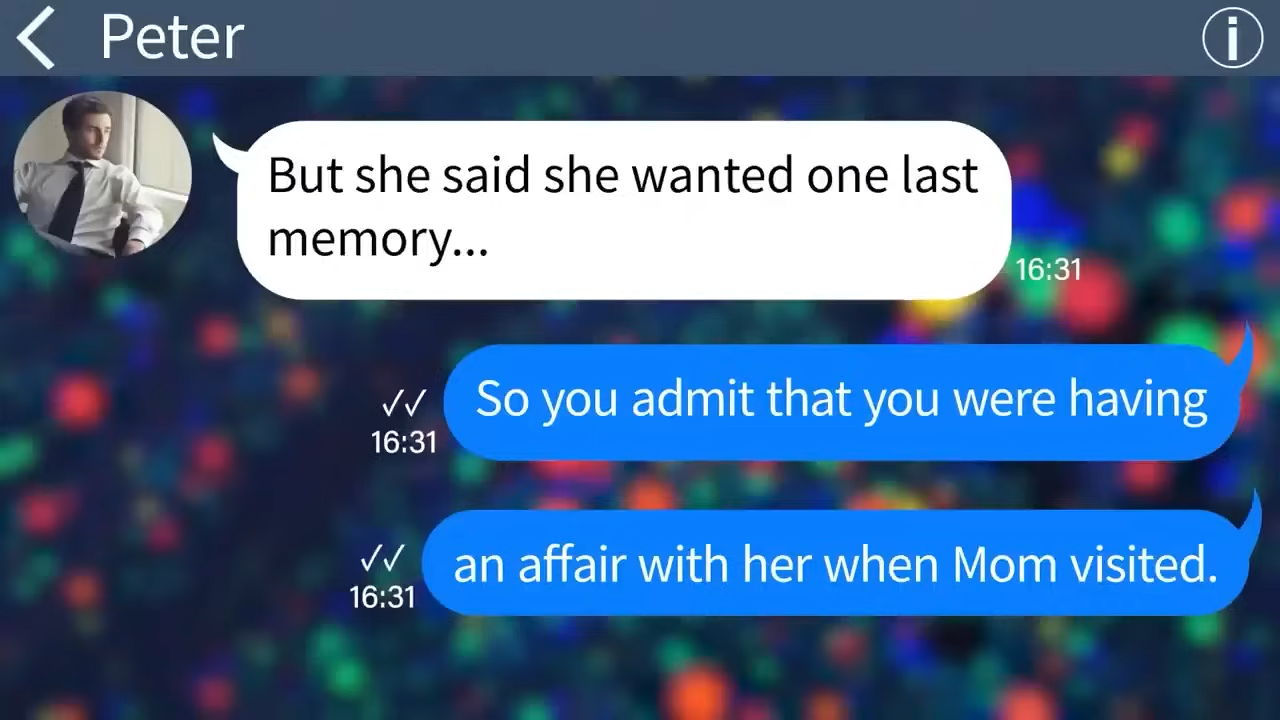 Peter
But she said she wanted one last
memory...
16:31
So you admit that you were having
16:31
an affair with her when Mom visited.
16:31